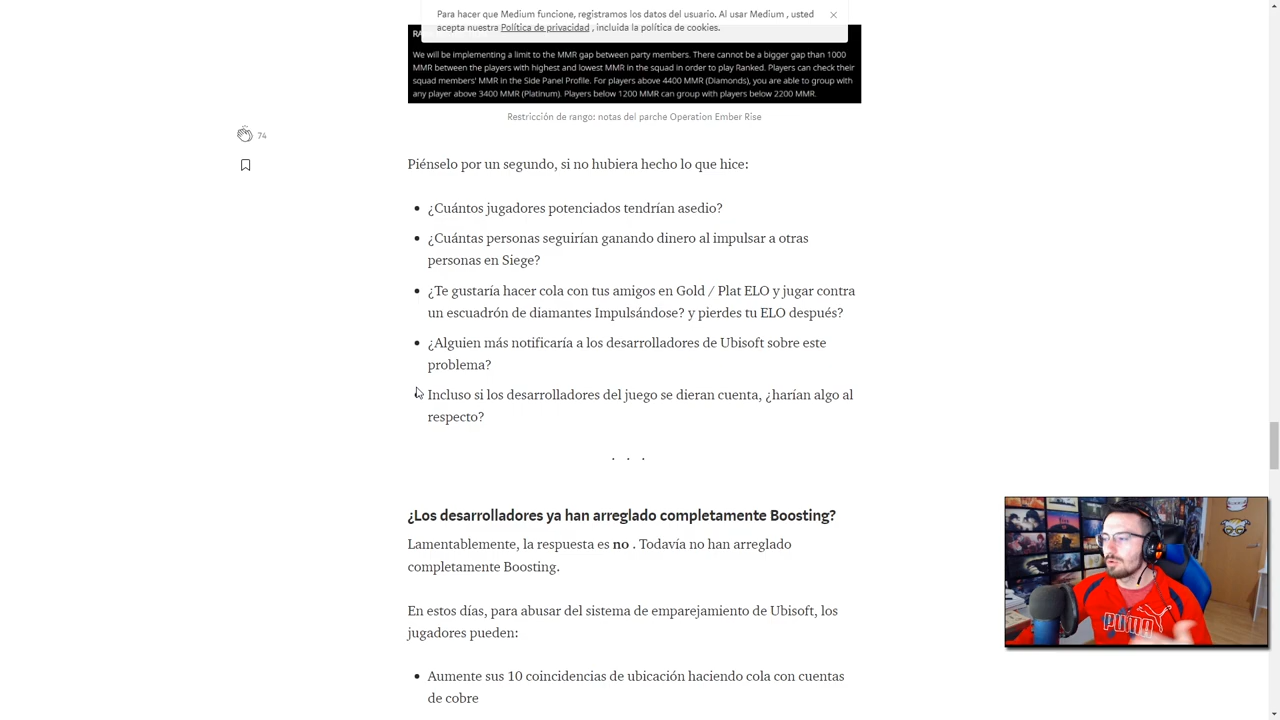 Para hacer que Medium funcione, registramos los datos del usuario. Al usar Medium , usted
acepta nuestra Política de privacidad , incluida la política de cookies.
RA
We will be implementing a limit to the MMR gap between party members. There cannot be a bigger gap than 1000
MMR between the players with highest and lowest MMR in the squad in order to play Ranked. Players can check their
squad members' MMR in the Side Panel Profile. For players above 4400 MMR (Diamonds), you are able to group with
any player above 3400 MMR (Platinum). Players below 1200 MMR can group with players below 2200 MMR.
Restricción de rango: notas del parche Operation Ember Rise
74
Piénselo por un segundo, si no hubiera hecho lo que hice:
• ¿Cuántos jugadores potenciados tendrían asedio?
• ¿Cuántas personas seguirían ganando dinero al impulsar a otras
personas en Siege?
• ¿Te gustaría hacer cola con tus amigos en Gold / Plat ELO y jugar contra
un escuadrón de diamantes Impulsándose? y pierdes tu ELO después?
• ¿Alguien más notificaría a los desarrolladores de Ubisoft sobre este
problema?
• Incluso si los desarrolladores del juego se dieran cuenta, ¿harían algo al
respecto?
. . .
¿Los desarrolladores ya han arreglado completamente Boosting?
Lamentablemente, la respuesta es no . Todavía no han arreglado
completamente Boosting.
En estos días, para abusar del sistema de emparejamiento de Ubisoft, los
jugadores pueden:
• Aumente sus 10 coincidencias de ubicación haciendo cola con cuentas
de cobre
PUMA